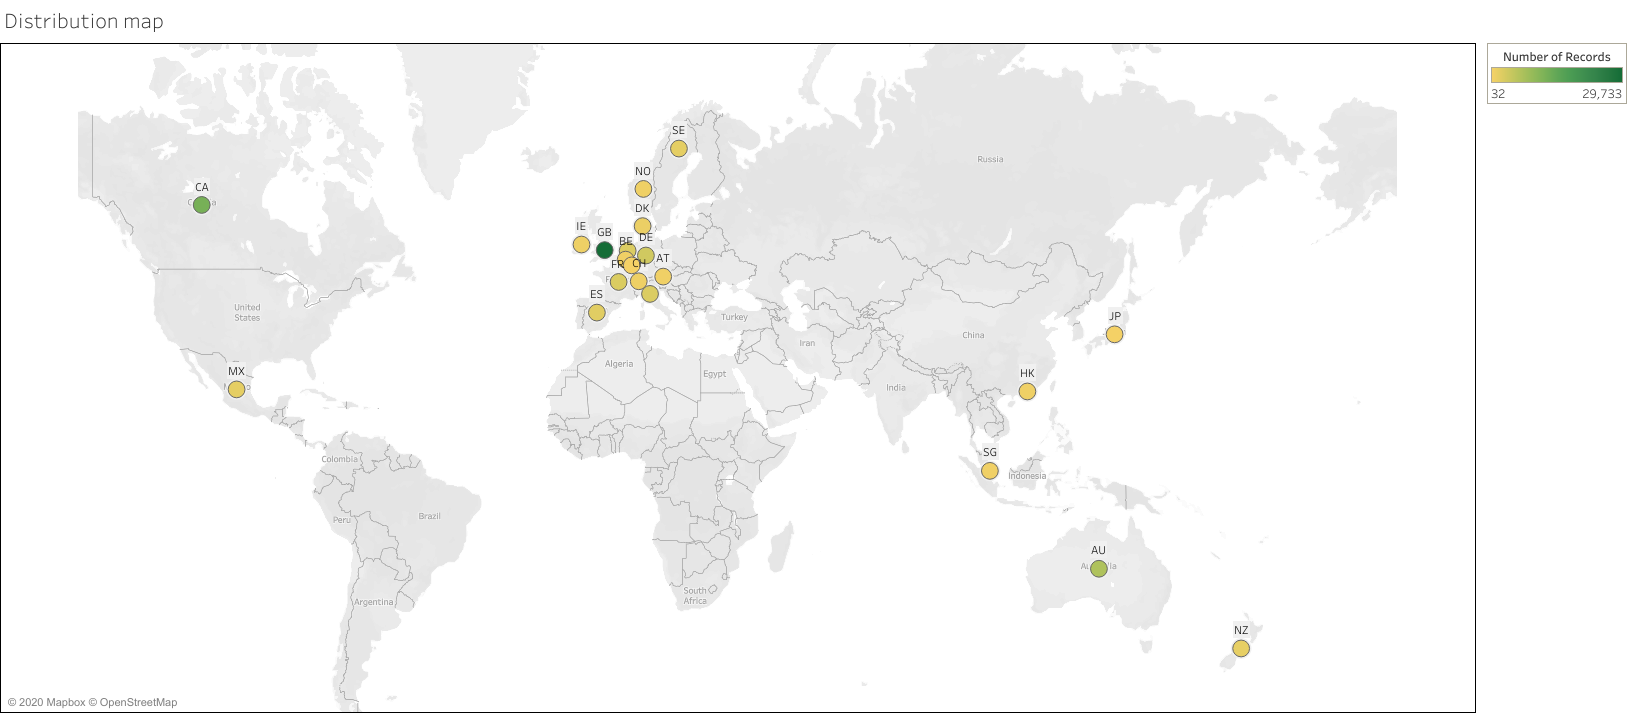 Distribution map
Number of Records
32 29,733
SE
Russia
NO
CA
DK
IE
GB
DE
BE
AT
FR
CH
ES
United
States
Turkey
JP
China
Iran
Algeria
Egypt
MX
HK
India
Colombia
SG
Indonesia
Peru
Brazil
AU
South
Africa
Argentina
NZ
© 2020 Mapbox © OpenStreetMap